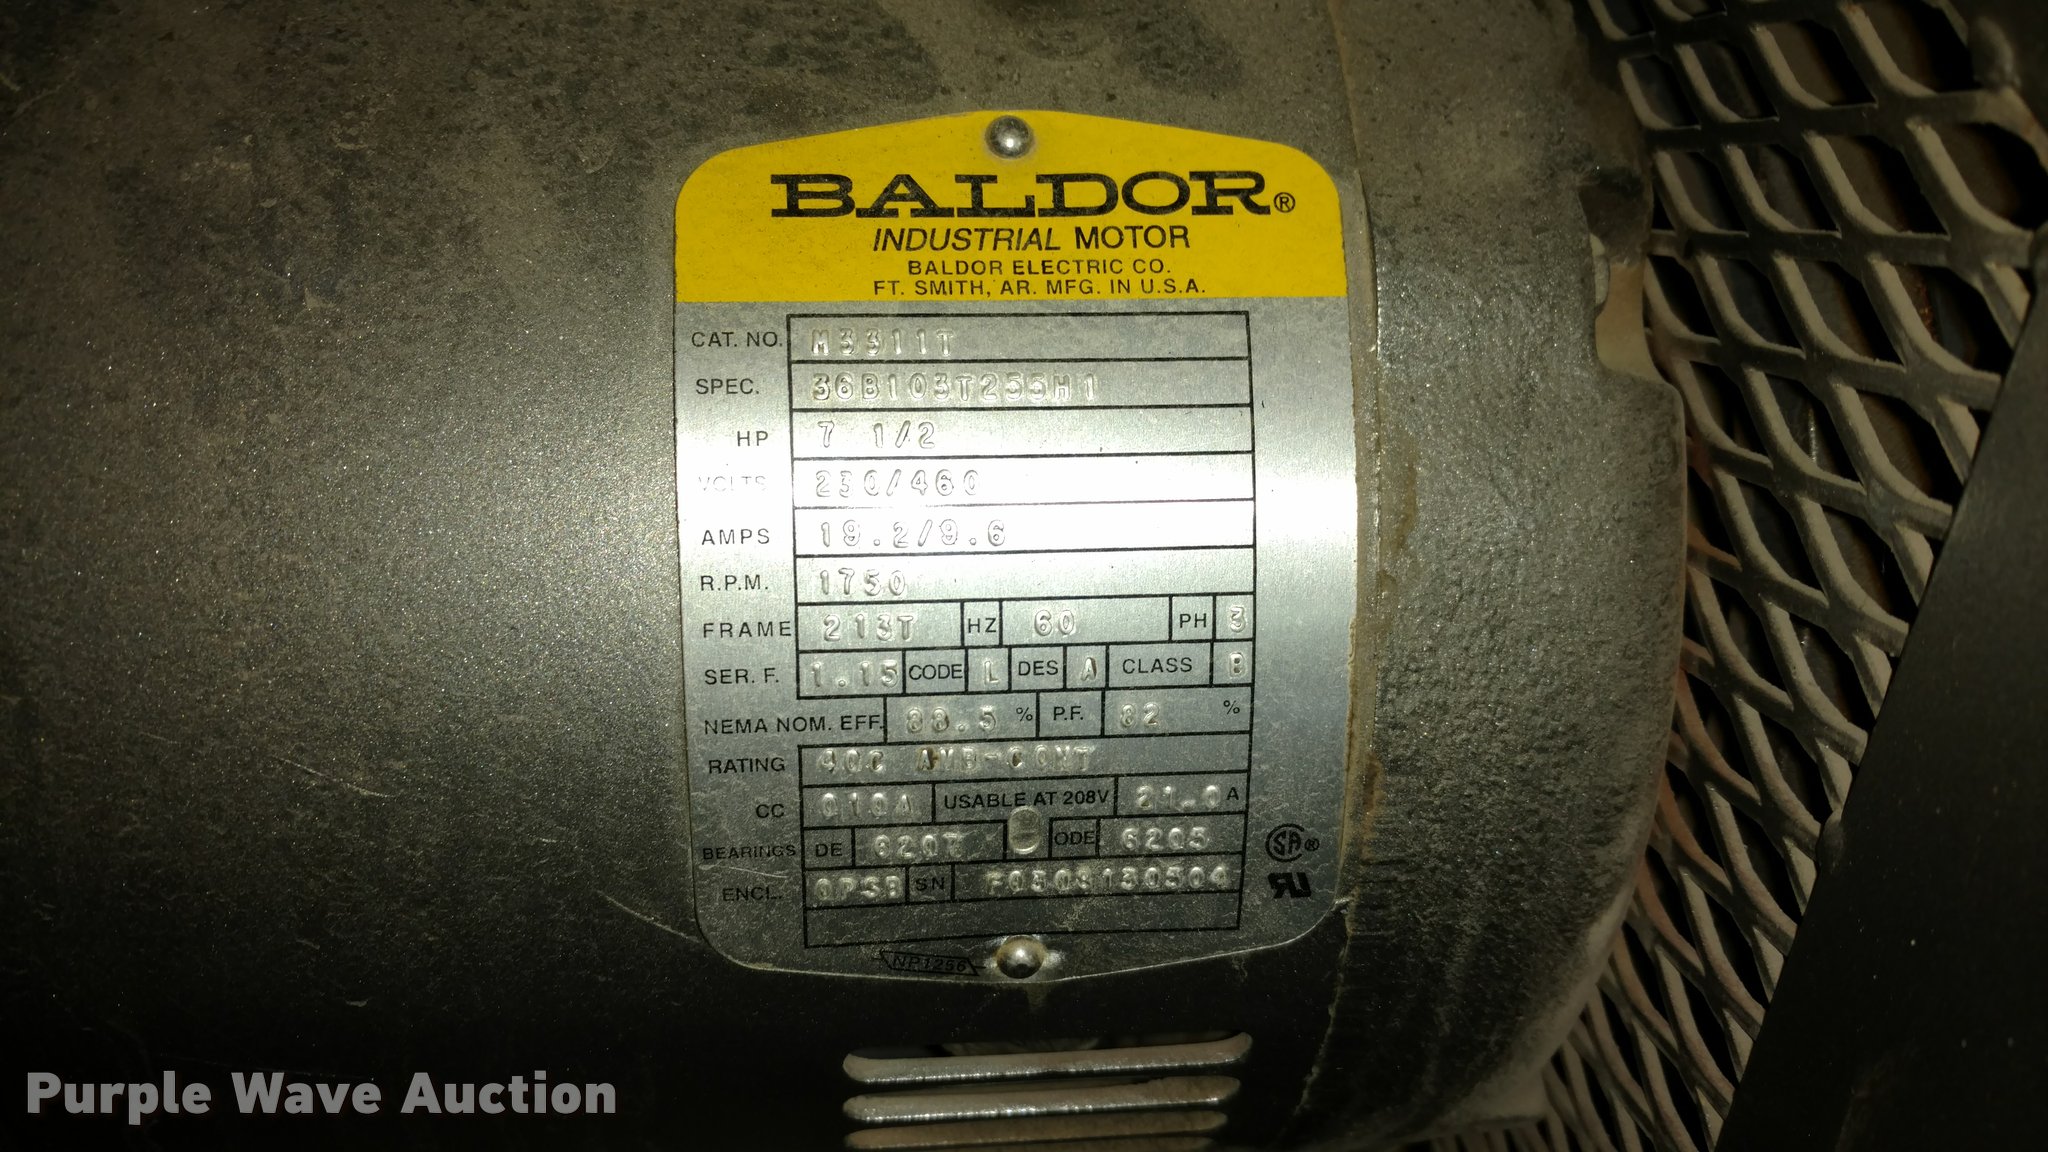 BALDOR®
INDUSTRIAL MOTOR
BALDOR ELECTRIC CO.
FT. SMITH, AR. MFG. IN U.S.A.
CAT. NO. M3311T
SPEC. 36B103T255H1
HP 7 1/2
VOLTS 230/460
AMPS 19.2/9.6
R.P.M. 1750
FRAME 213T HZ 60 PH 3
SER. F. 1.15 CODE L DES A CLASS B
NEMA NOM. EFF. 88.5 % P.F. 82 %
RATING 40C AMB-CONT
CC 010A USABLE AT 208V 21.0 A
BEARINGS DE 6207 ODE 6205
ENCL. OPSB SN F0508130504
SA®
RU
NP1256
Purple Wave Auction